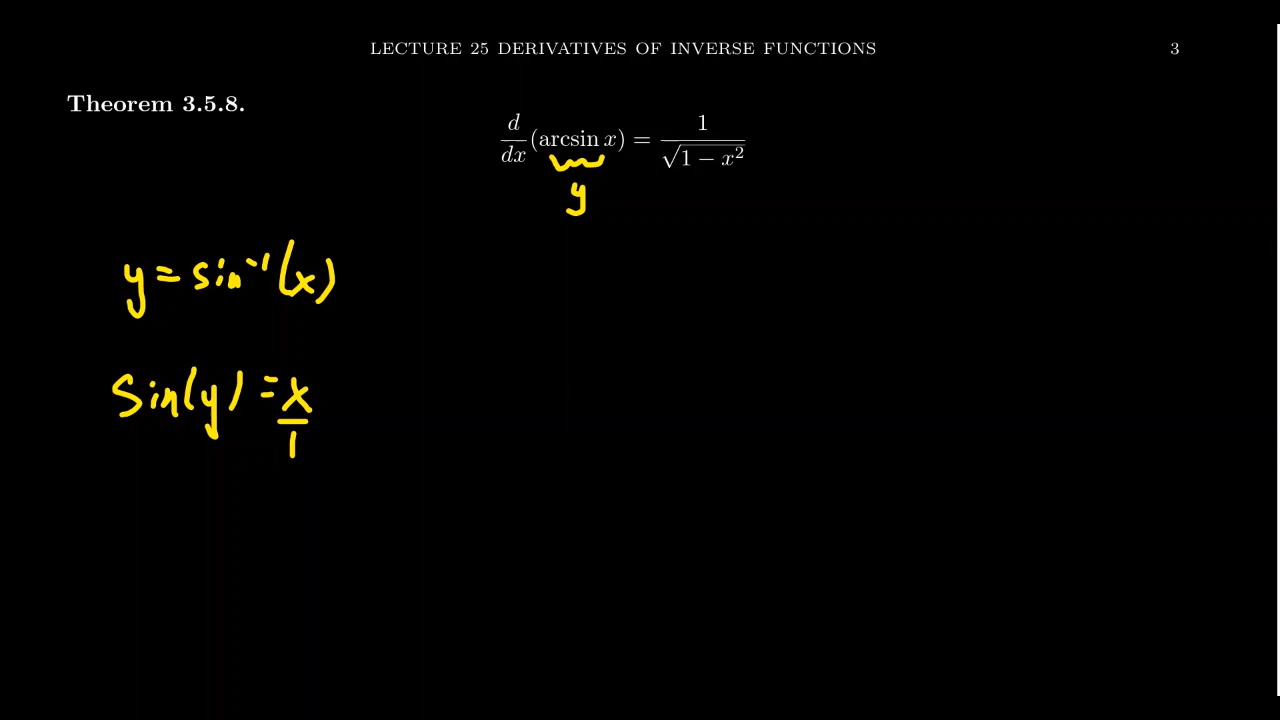 LECTURE 25 DERIVATIVES OF INVERSE FUNCTIONS 3
Theorem 3.5.8.
d/dx (arcsin x) = 1/√(1 − x²)
y
y = sin⁻¹(x)
Sin(y) = x/1